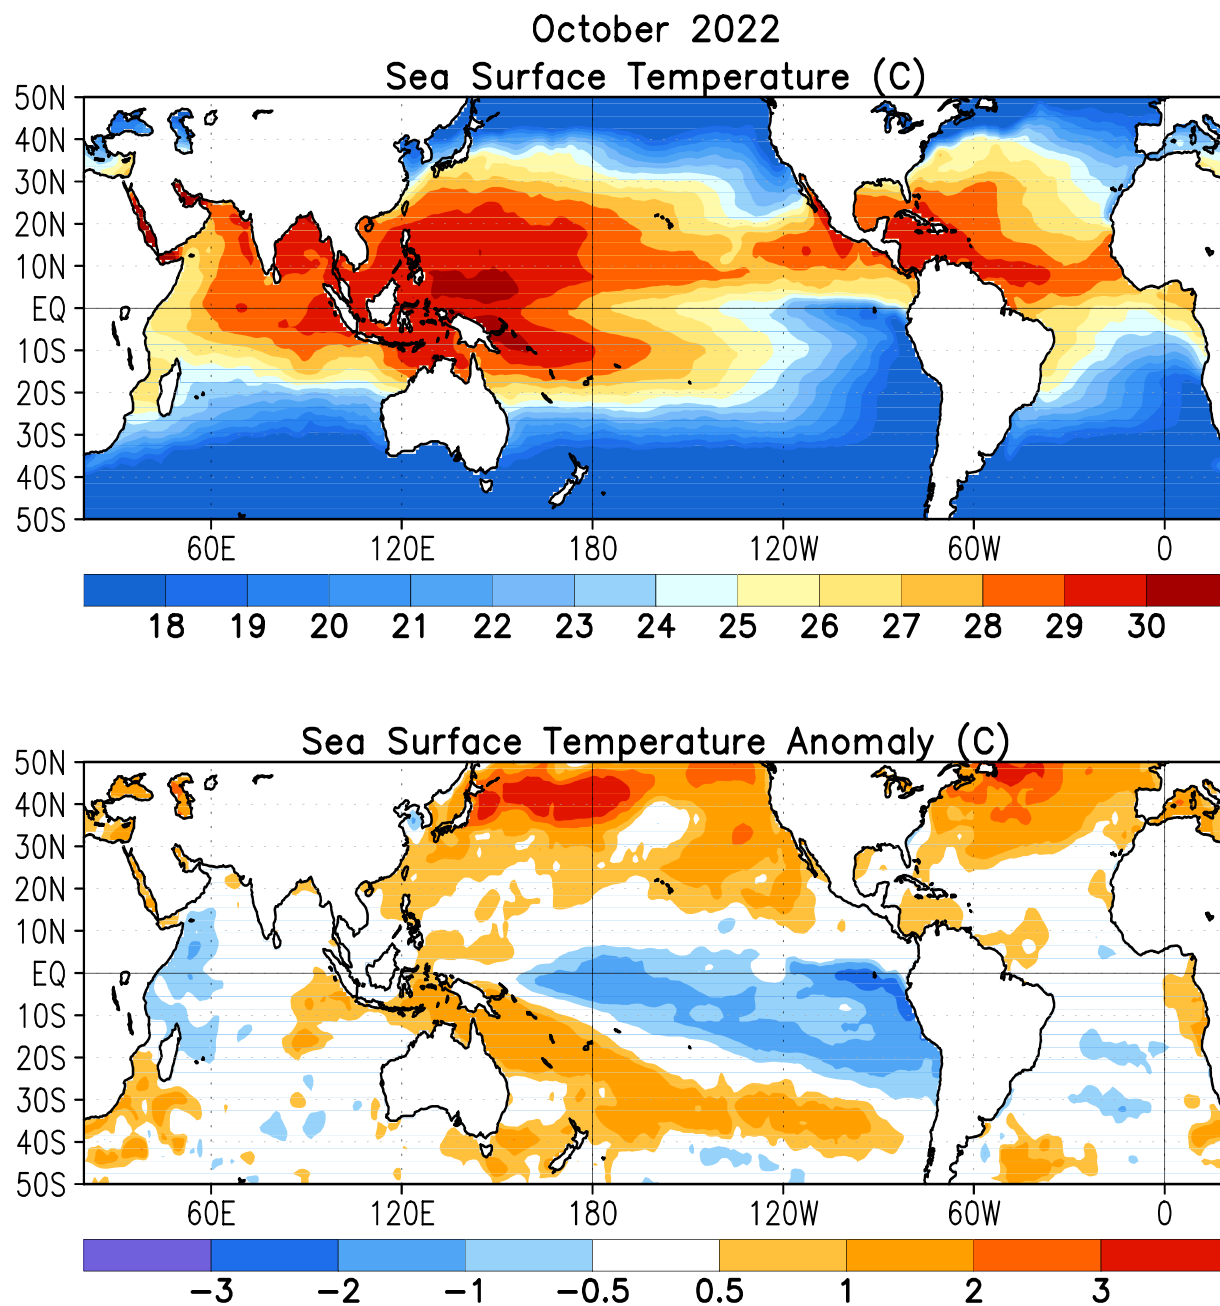 October 2022
Sea Surface Temperature (C)
50N
40N
30N
20N
10N
EQ
10S
20S
30S
40S
50S
60E 120E 180 120W 60W 0
18 19 20 21 22 23 24 25 26 27 28 29 30
Sea Surface Temperature Anomaly (C)
50N
40N
30N
20N
10N
EQ
10S
20S
30S
40S
50S
60E 120E 180 120W 60W 0
-3 -2 -1 -0.5 0.5 1 2 3